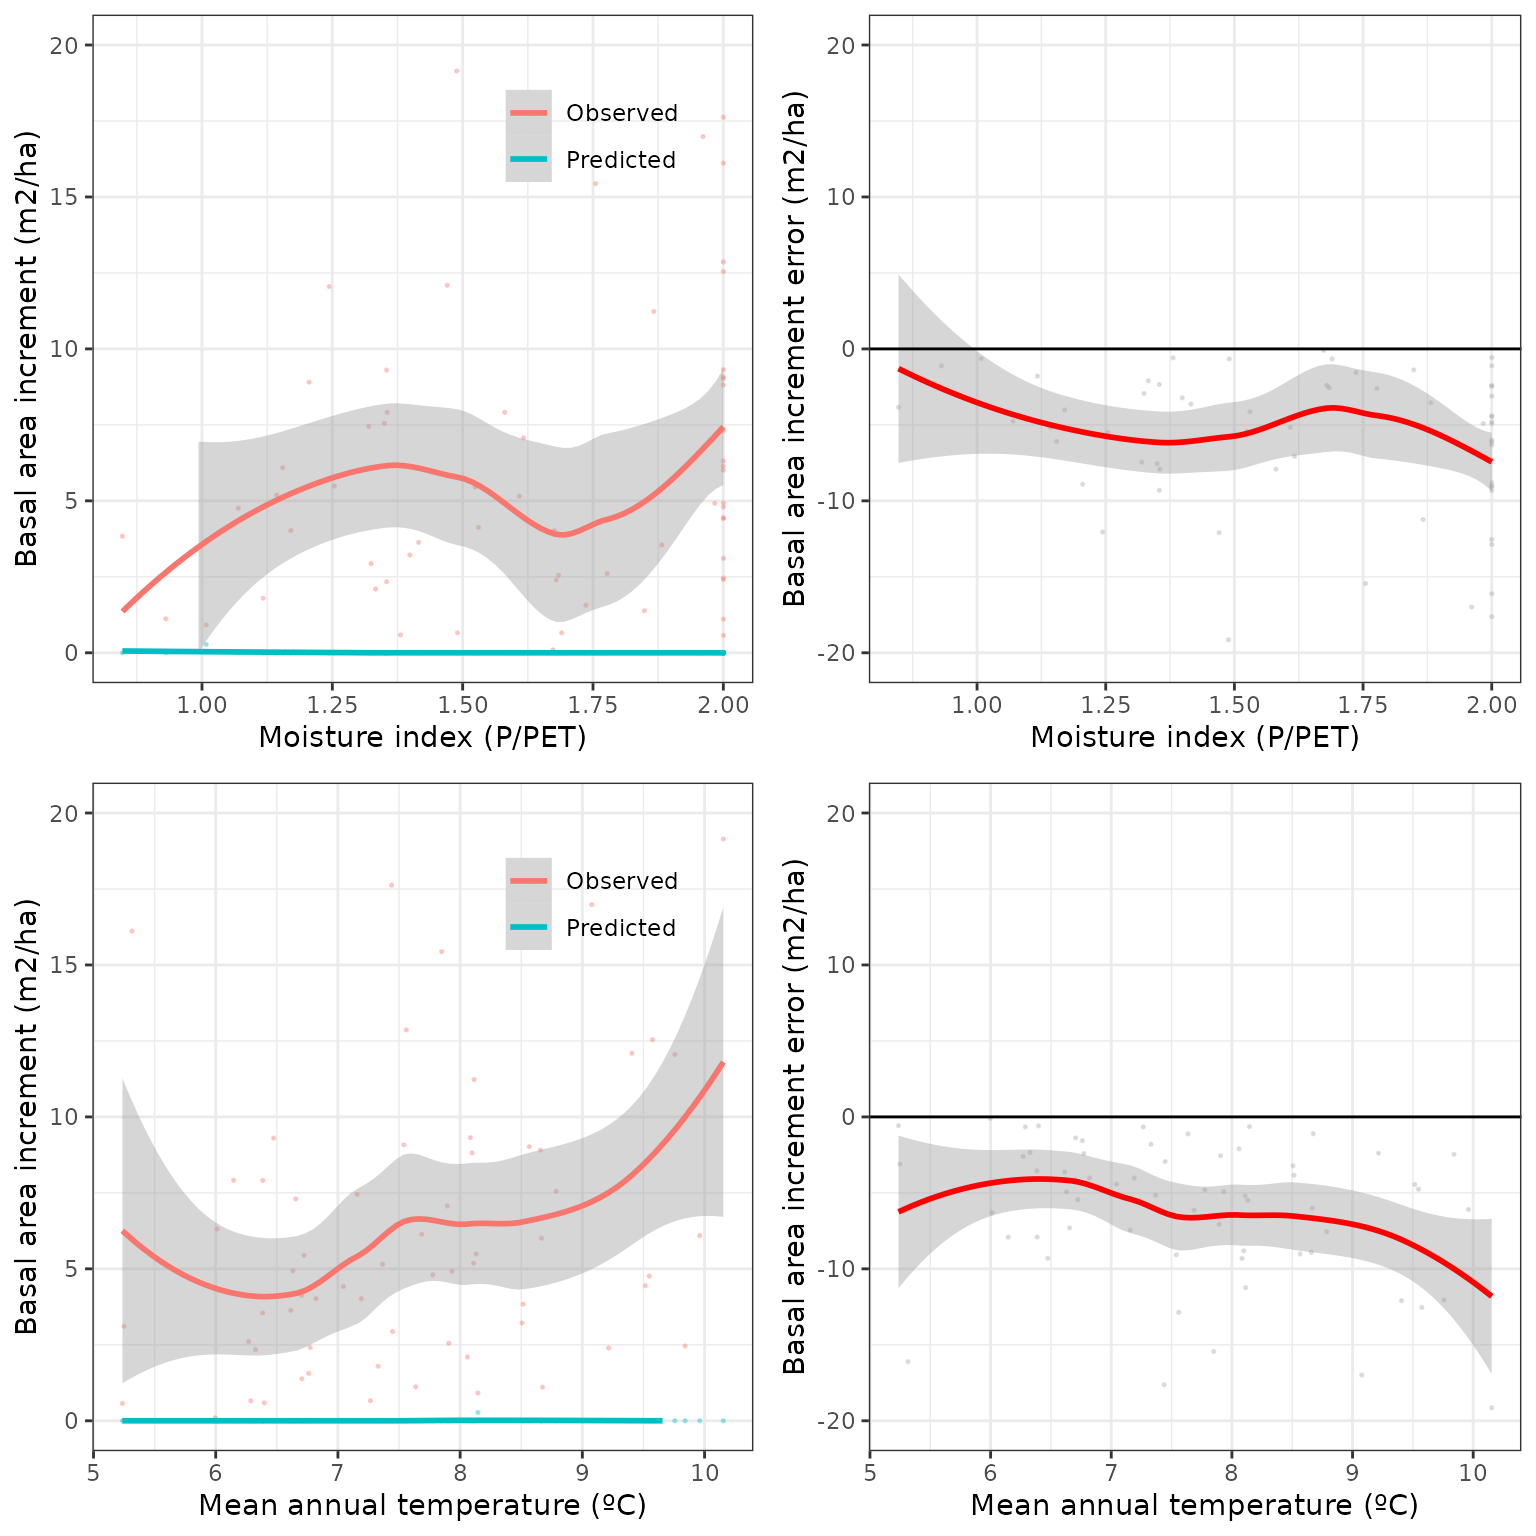 Basal area increment (m2/ha)
20
15
10
5
0
Observed
Predicted
1.00 1.25 1.50 1.75 2.00
Moisture index (P/PET)
Basal area increment error (m2/ha)
20
10
0
-10
-20
1.00 1.25 1.50 1.75 2.00
Moisture index (P/PET)
Basal area increment (m2/ha)
20
15
10
5
0
Observed
Predicted
5 6 7 8 9 10
Mean annual temperature (ºC)
Basal area increment error (m2/ha)
20
10
0
-10
-20
5 6 7 8 9 10
Mean annual temperature (ºC)